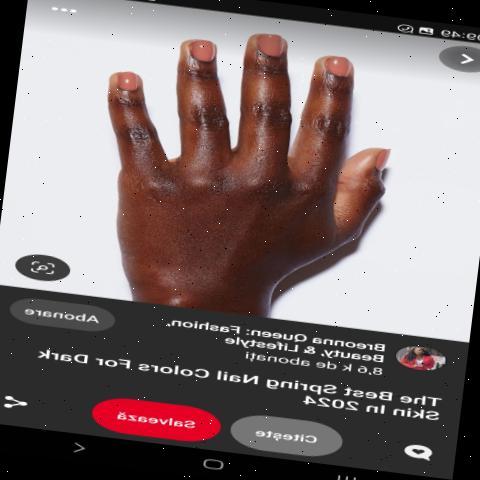 09:49
Breonna Queen: Fashion,
Beauty, & Lifestyle
8,6 k de abonați
Abonare
The Best Spring Nail Colors For Dark
Skin In 2024
Citește
Salvează